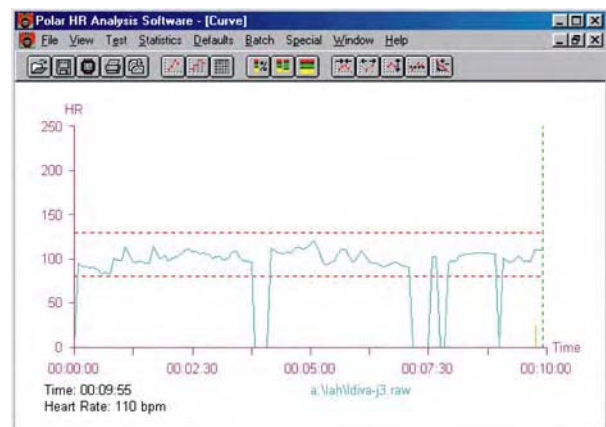 Polar HR Analysis Software - [Curve]
File View Test Statistics Defaults Batch Special Window Help
HR
250
200
150
100
50
0
Time
00:00:00 00:02:30 00:05:00 00:07:30 00:10:00
Time: 00:09:55 a:\lah\ldiva-j3.raw
Heart Rate: 110 bpm